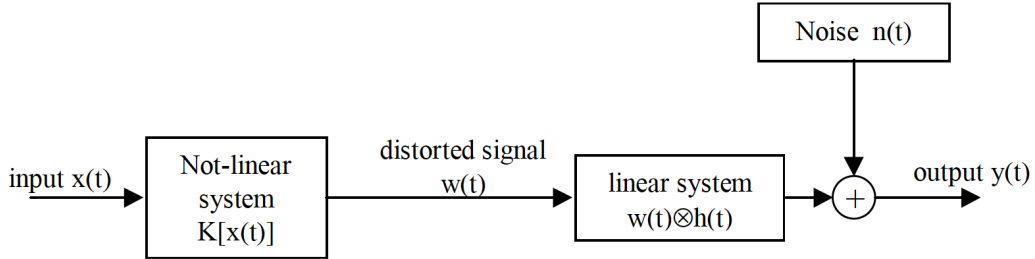 Noise n(t)
input x(t)
Not-linear
system
K[x(t)]
distorted signal
w(t)
linear system
w(t)⊗h(t)
+
output y(t)